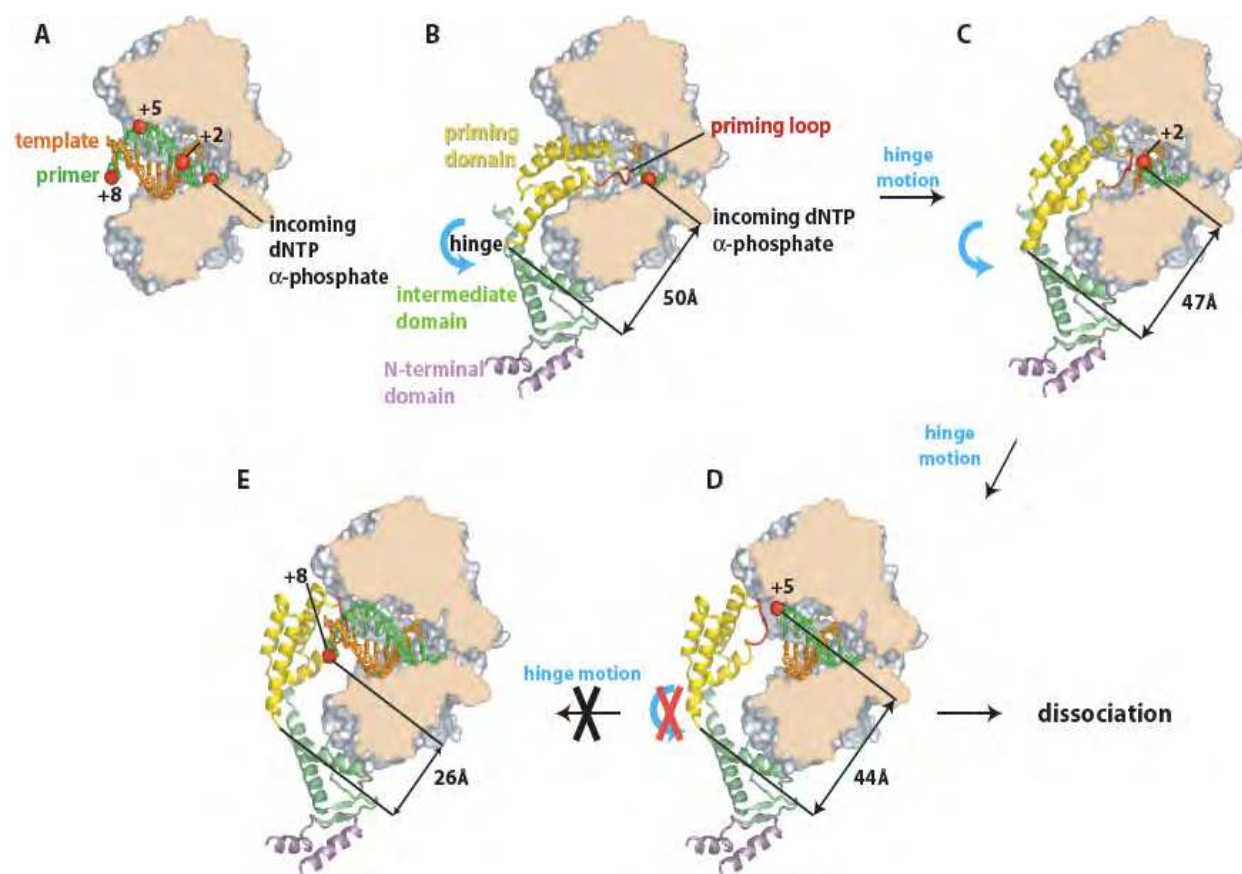 A
+5
+2
template
primer
+8
incoming
dNTP
α-phosphate
B
priming
domain
priming loop
hinge
incoming dNTP
α-phosphate
intermediate
domain
50Å
N-terminal
domain
hinge
motion
C
+2
47Å
hinge
motion
D
+5
44Å
dissociation
hinge motion
E
+8
26Å